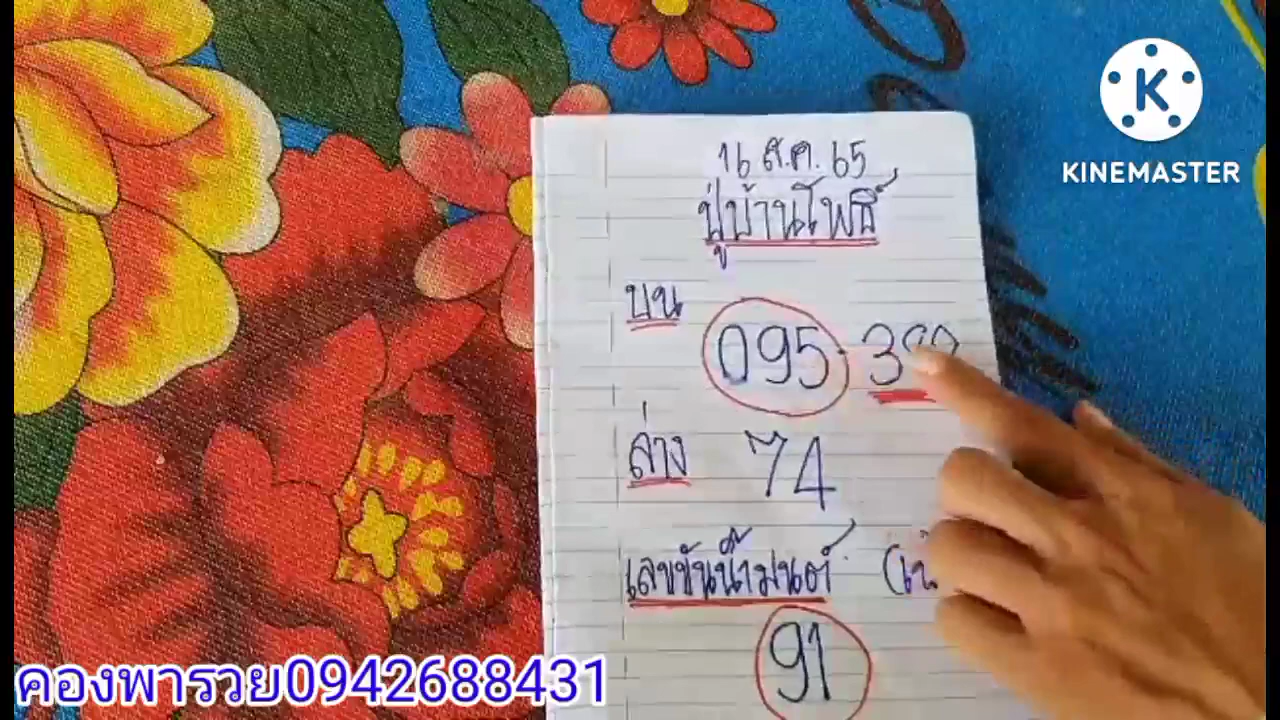 16 ส.ค. 65
ปู่บ้านโพธิ์
บน
095
ล่าง 74
เลขขันน้ำมนต์
91
KINEMASTER
คองพารวย0942688431